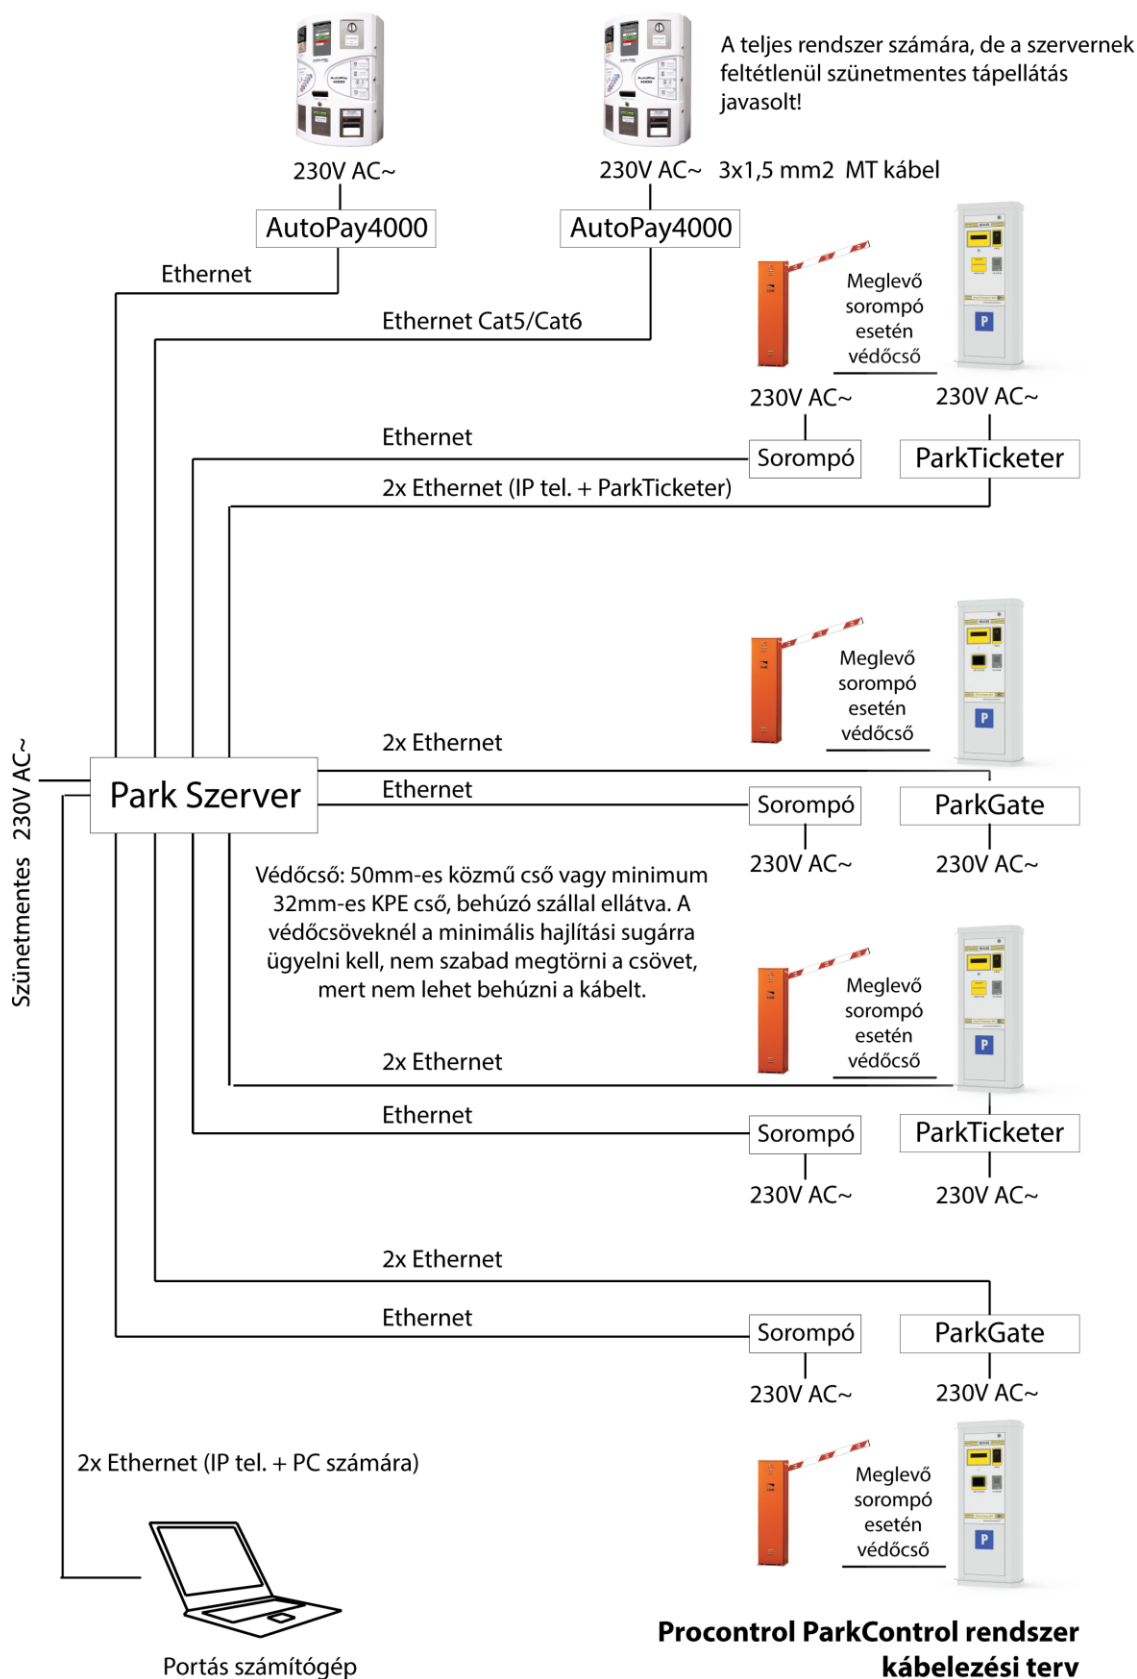 A teljes rendszer számára, de a szervernek
feltétlenül szünetmentes tápellátás
javasolt!
230V AC~
230V AC~ 3x1,5 mm2 MT kábel
AutoPay4000
AutoPay4000
Ethernet
Ethernet Cat5/Cat6
Meglevő
sorompó
esetén
védőcső
P
230V AC~
230V AC~
Ethernet
Sorompó
ParkTicketer
2x Ethernet (IP tel. + ParkTicketer)
Meglevő
sorompó
esetén
védőcső
P
2x Ethernet
Szünetmentes 230V AC~
Park Szerver
Ethernet
Sorompó
ParkGate
230V AC~
230V AC~
Védőcső: 50mm-es közmű cső vagy minimum
32mm-es KPE cső, behúzó szállal ellátva. A
védőcsöveknél a minimális hajlítási sugárra
ügyelni kell, nem szabad megtörni a csövet,
mert nem lehet behúzni a kábelt.
Meglevő
sorompó
esetén
védőcső
P
2x Ethernet
Ethernet
Sorompó
ParkTicketer
230V AC~
230V AC~
2x Ethernet
Ethernet
Sorompó
ParkGate
230V AC~
230V AC~
2x Ethernet (IP tel. + PC számára)
Meglevő
sorompó
esetén
védőcső
P
Portás számítógép
Procontrol ParkControl rendszer
kábelezési terv